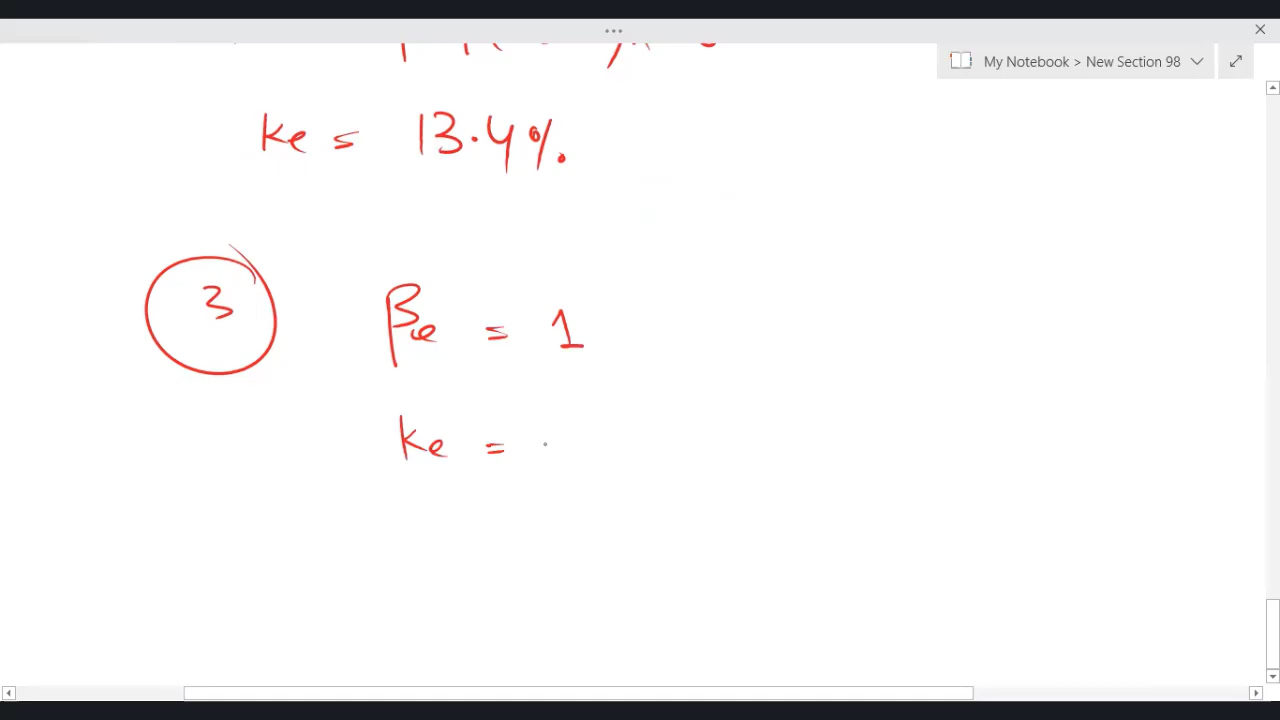 My Notebook > New Section 98
ke = 13.4%.
3
βe = 1
ke =